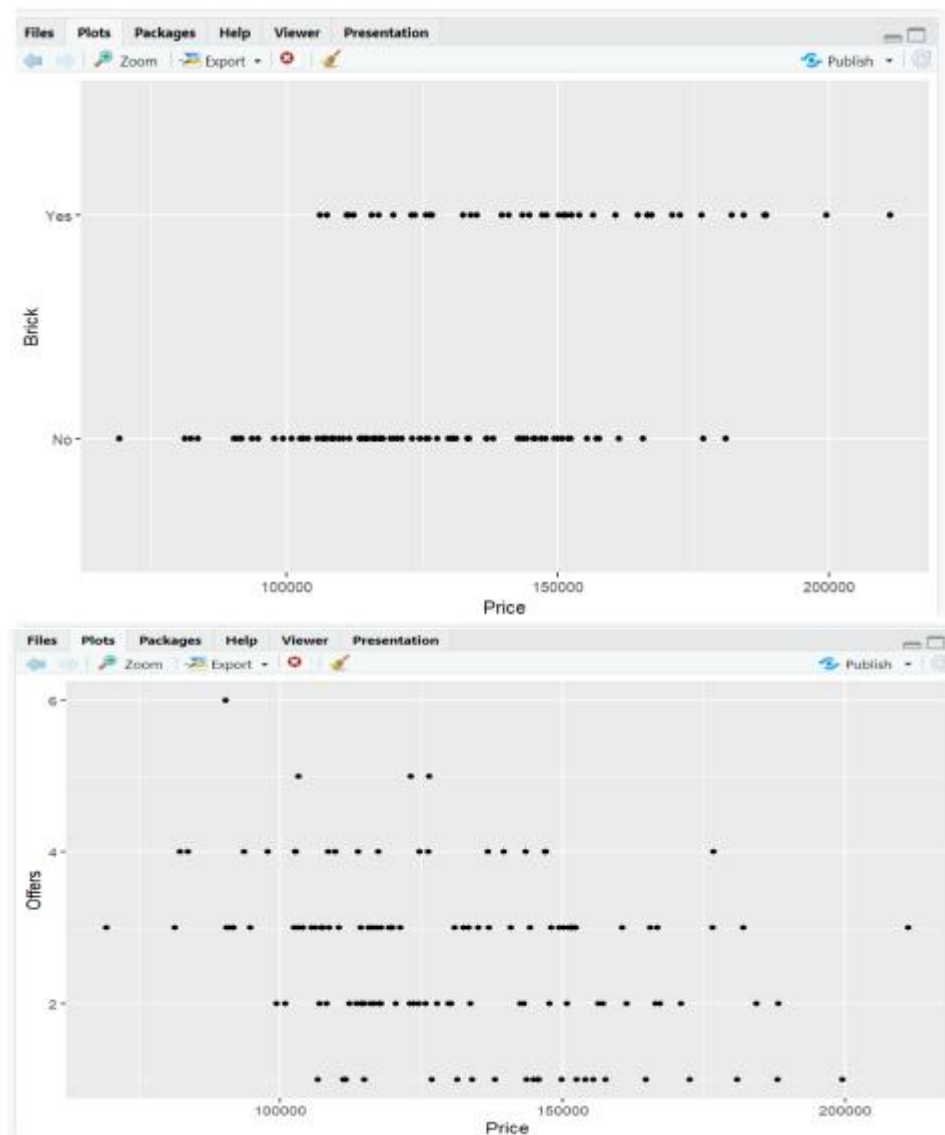 Files Plots Packages Help Viewer Presentation
Zoom Export Publish
Yes
Brick
No
100000 150000 200000
Price
Files Plots Packages Help Viewer Presentation
Zoom Export Publish
6
4
Offers
2
100000 150000 200000
Price